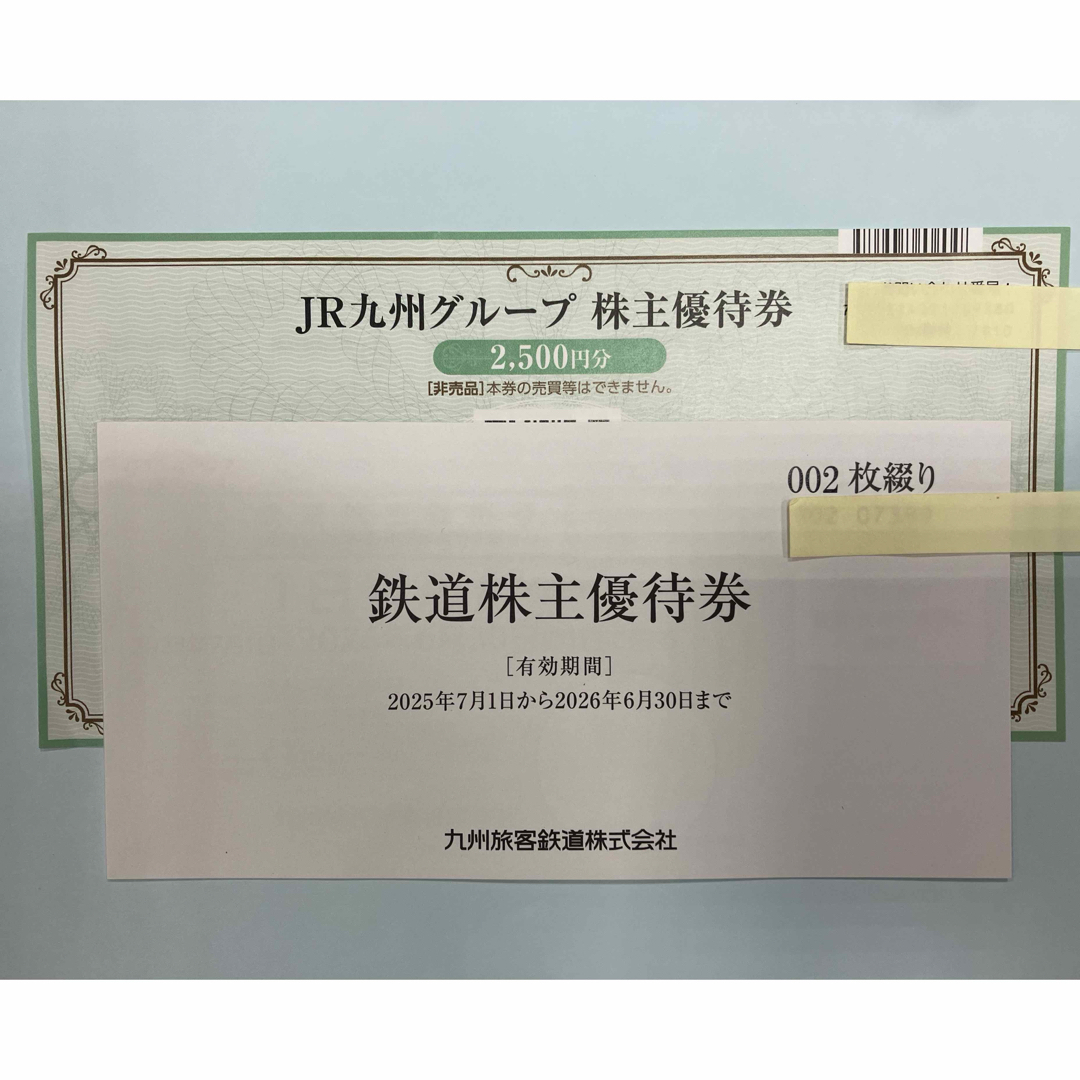 JR九州グループ 株主優待券
2,500円分
[非売品]本券の売買等はできません。
002枚綴り
鉄道株主優待券
[有効期間]
2025年7月1日から2026年6月30日まで
九州旅客鉄道株式会社